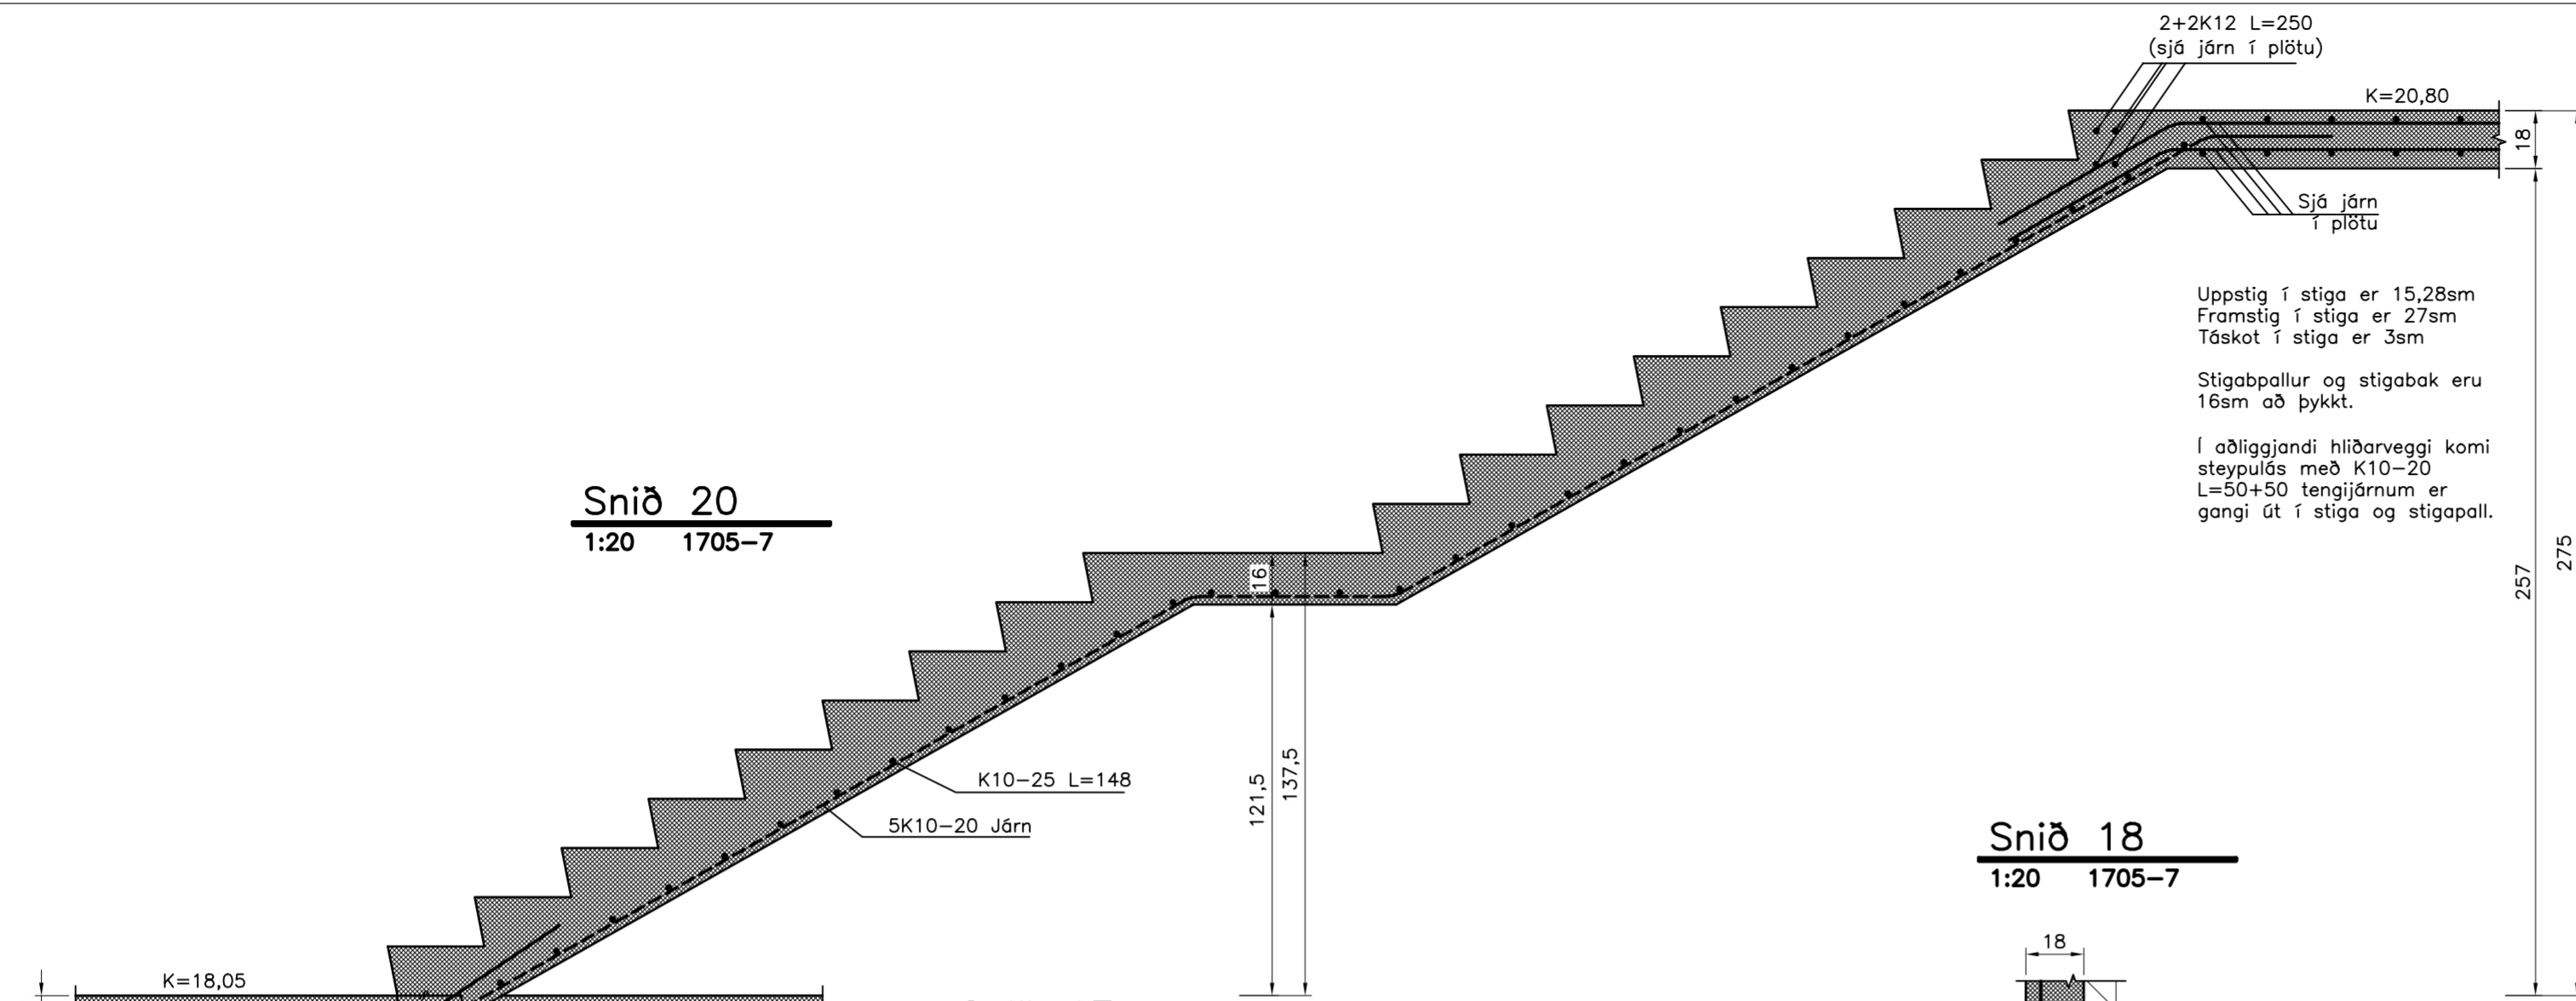 2+2K12 L=250
(sjá járn í plötu)
K=20,80
18
Sjá járn
í plötu
Uppstig í stiga er 15,28sm
Framstig í stiga er 27sm
Táskot í stiga er 3sm
Stigabpallur og stigabak eru
16sm að þykkt.
Í aðliggjandi hliðarveggi komi
steypulás með K10-20
L=50+50 tengijárnum er
gangi út í stiga og stigapall.
Snið 20
1:20 1705-7
16
257
275
K10-25 L=148
5K10-20 Járn
121,5
137,5
Snið 18
1:20 1705-7
18
K=18,05